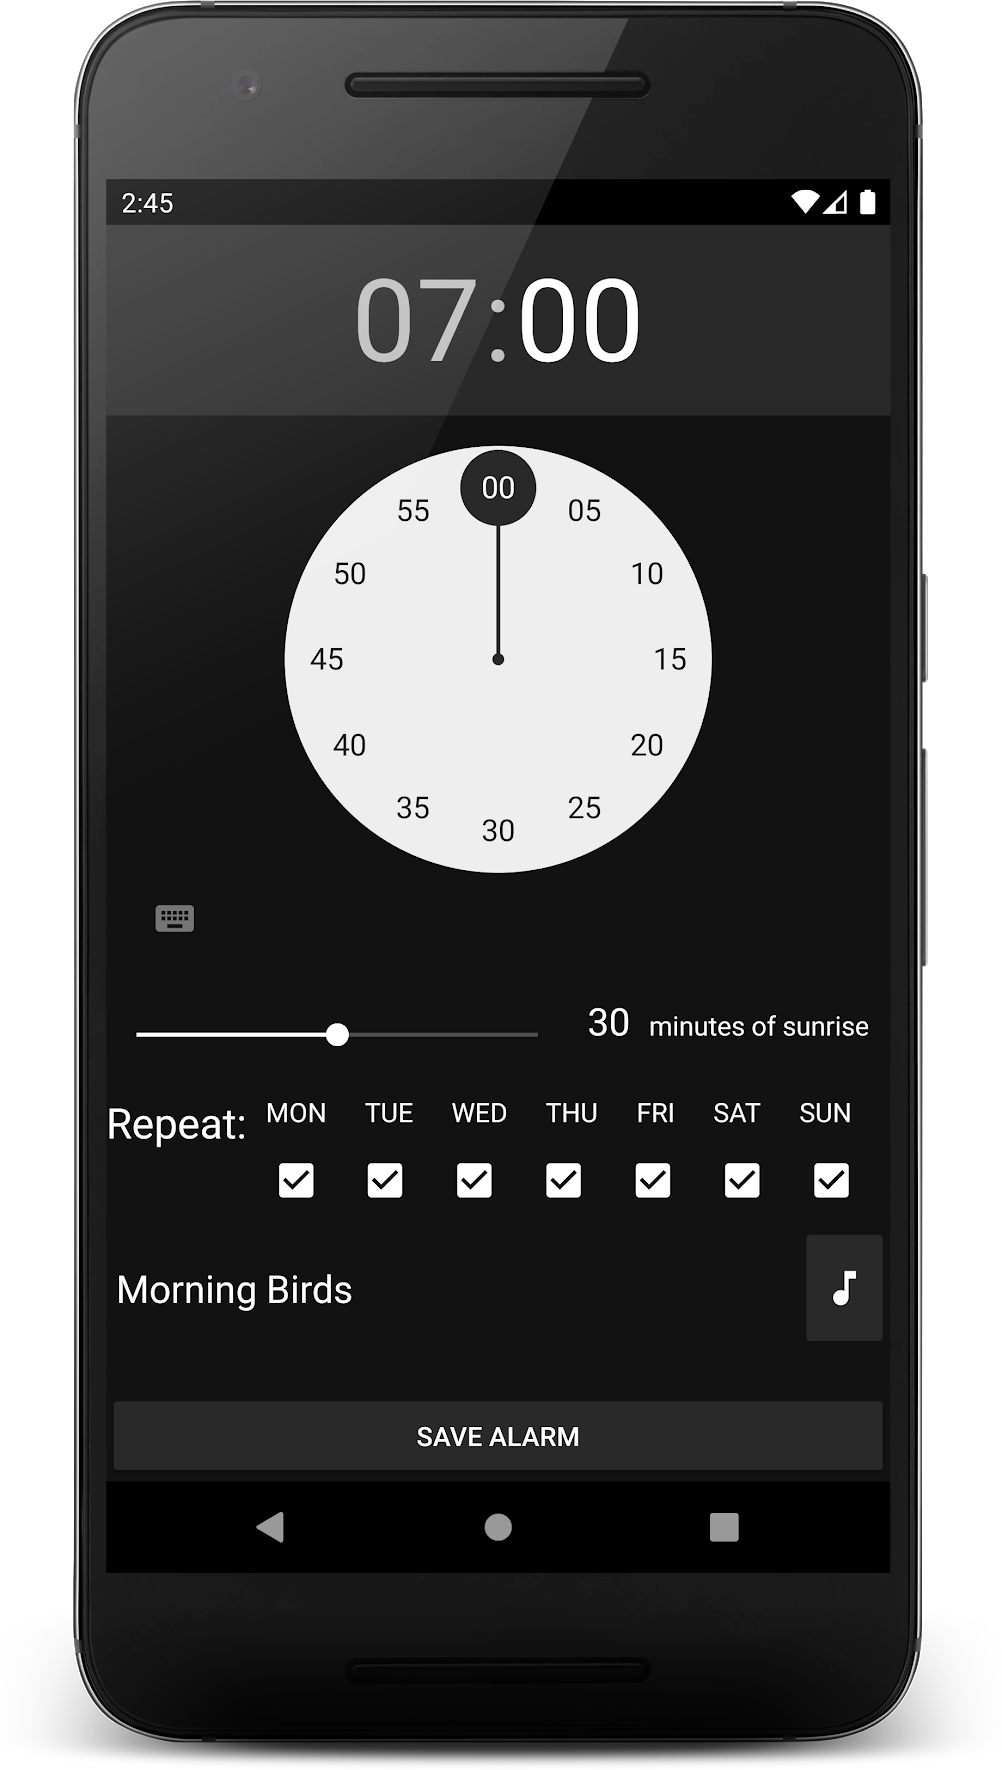 2:45
07:00
00
55 05
50 10
45 15
40 20
35 25
30
30 minutes of sunrise
Repeat: MON TUE WED THU FRI SAT SUN
Morning Birds
SAVE ALARM